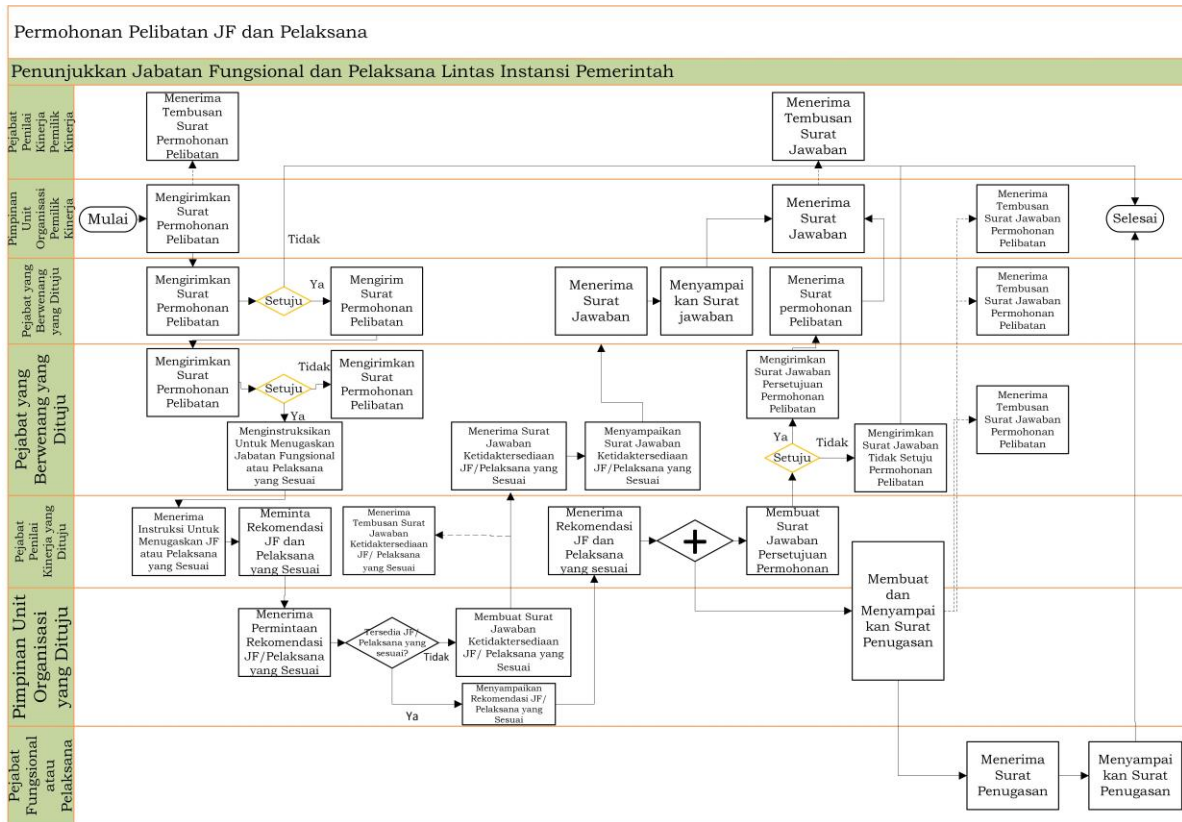 Permohonan Pelibatan JF dan Pelaksana
Penunjukkan Jabatan Fungsional dan Pelaksana Lintas Instansi Pemerintah
Pejabat
Penilai
Kinerja
Pemilik
Kinerja
Menerima
Tembusan
Surat
Permohonan
Pelibatan
Menerima
Tembusan
Surat
Jawaban
Pimpinan
Unit
Organisasi
Pemilik
Kinerja
Mulai
Mengirimkan
Surat
Permohonan
Pelibatan
Tidak
Menerima
Surat
Jawaban
Menerima
Tembusan
Surat Jawaban
Permohonan
Pelibatan
Selesai
Pejabat yang
Berwenang
yang Dituju
Mengirimkan
Surat
Permohonan
Pelibatan
Setuju
Ya
Mengirim
Surat
Permohonan
Pelibatan
Menerima
Surat
Jawaban
Menyampai
kan Surat
jawaban
Menerima
Surat
permohonan
Pelibatan
Menerima
Tembusan
Surat Jawaban
Permohonan
Pelibatan
Pejabat yang
Berwenang yang
Dituju
Mengirimkan
Surat
Permohonan
Pelibatan
Setuju
Tidak
Ya
Mengirimkan
Surat
Permohonan
Pelibatan
Menginstruksikan
Untuk Menugaskan
Jabatan Fungsional
atau Pelaksana
yang Sesuai
Menerima Surat
Jawaban
Ketidaktersediaan
JF/Pelaksana yang
Sesuai
Menyampaikan
Surat Jawaban
Ketidaktersediaan
JF/Pelaksana yang
Sesuai
Mengirimkan
Surat Jawaban
Persetujuan
Permohonan
Pelibatan
Ya
Setuju
Tidak
Mengirimkan
Surat Jawaban
Tidak Setuju
Permohonan
Pelibatan
Menerima
Tembusan
Surat Jawaban
Permohonan
Pelibatan
Pejabat
Penilai
Kinerja yang
Dituju
Menerima
Instruksi Untuk
Menugaskan JF
atau Pelaksana
yang Sesuai
Meminta
Rekomendasi
JF dan
Pelaksana
yang Sesuai
Menerima
Tembusan Surat
Jawaban
Ketidaktersediaan
JF/ Pelaksana
yang Sesuai
Menerima
Rekomendasi
JF dan
Pelaksana
yang sesuai
Membuat
Surat
Jawaban
Persetujuan
Permohonan
Membuat
dan
Menyampai
kan Surat
Penugasan
Pimpinan Unit
Organisasi
yang Dituju
Menerima
Permintaan
Rekomendasi
JF/Pelaksana
yang Sesuai
Tersedia JF/
Pelaksana yang
sesuai?
Tidak
Ya
Membuat Surat
Jawaban
Ketidaktersediaan
JF/ Pelaksana yang
Sesuai
Menyampaikan
Rekomendasi JF/
Pelaksana yang
Sesuai
Pejabat
Fungsional
atau
Pelaksana
Menerima
Surat
Penugasan
Menyampai
kan Surat
Penugasan